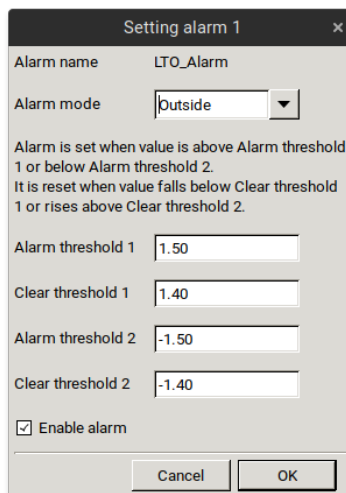 Setting alarm 1 ×
Alarm name LTO_Alarm
Alarm mode Outside
Alarm is set when value is above Alarm threshold
1 or below Alarm threshold 2.
It is reset when value falls below Clear threshold
1 or rises above Clear threshold 2.
Alarm threshold 1 1.50
Clear threshold 1 1.40
Alarm threshold 2 -1.50
Clear threshold 2 -1.40
Enable alarm
Cancel OK